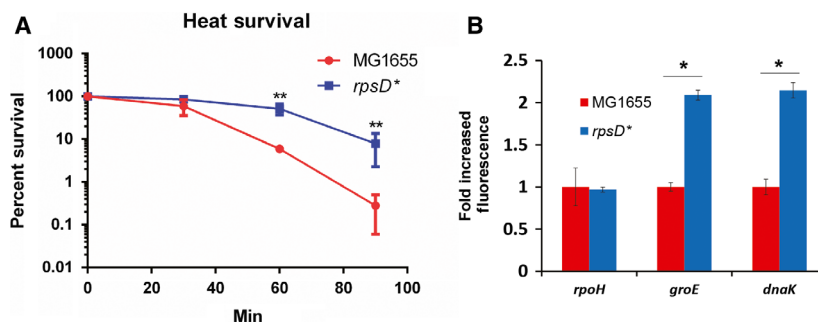 A
Heat survival
Percent survival
1000
100
10
1
0.1
0.01
0
20
40
60
80
100
Min
MG1655
rpsD*
**
**
B
Fold increased
fluorescence
2.5
2
1.5
1
0.5
0
MG1655
rpsD*
*
*
rpoH
groE
dnaK